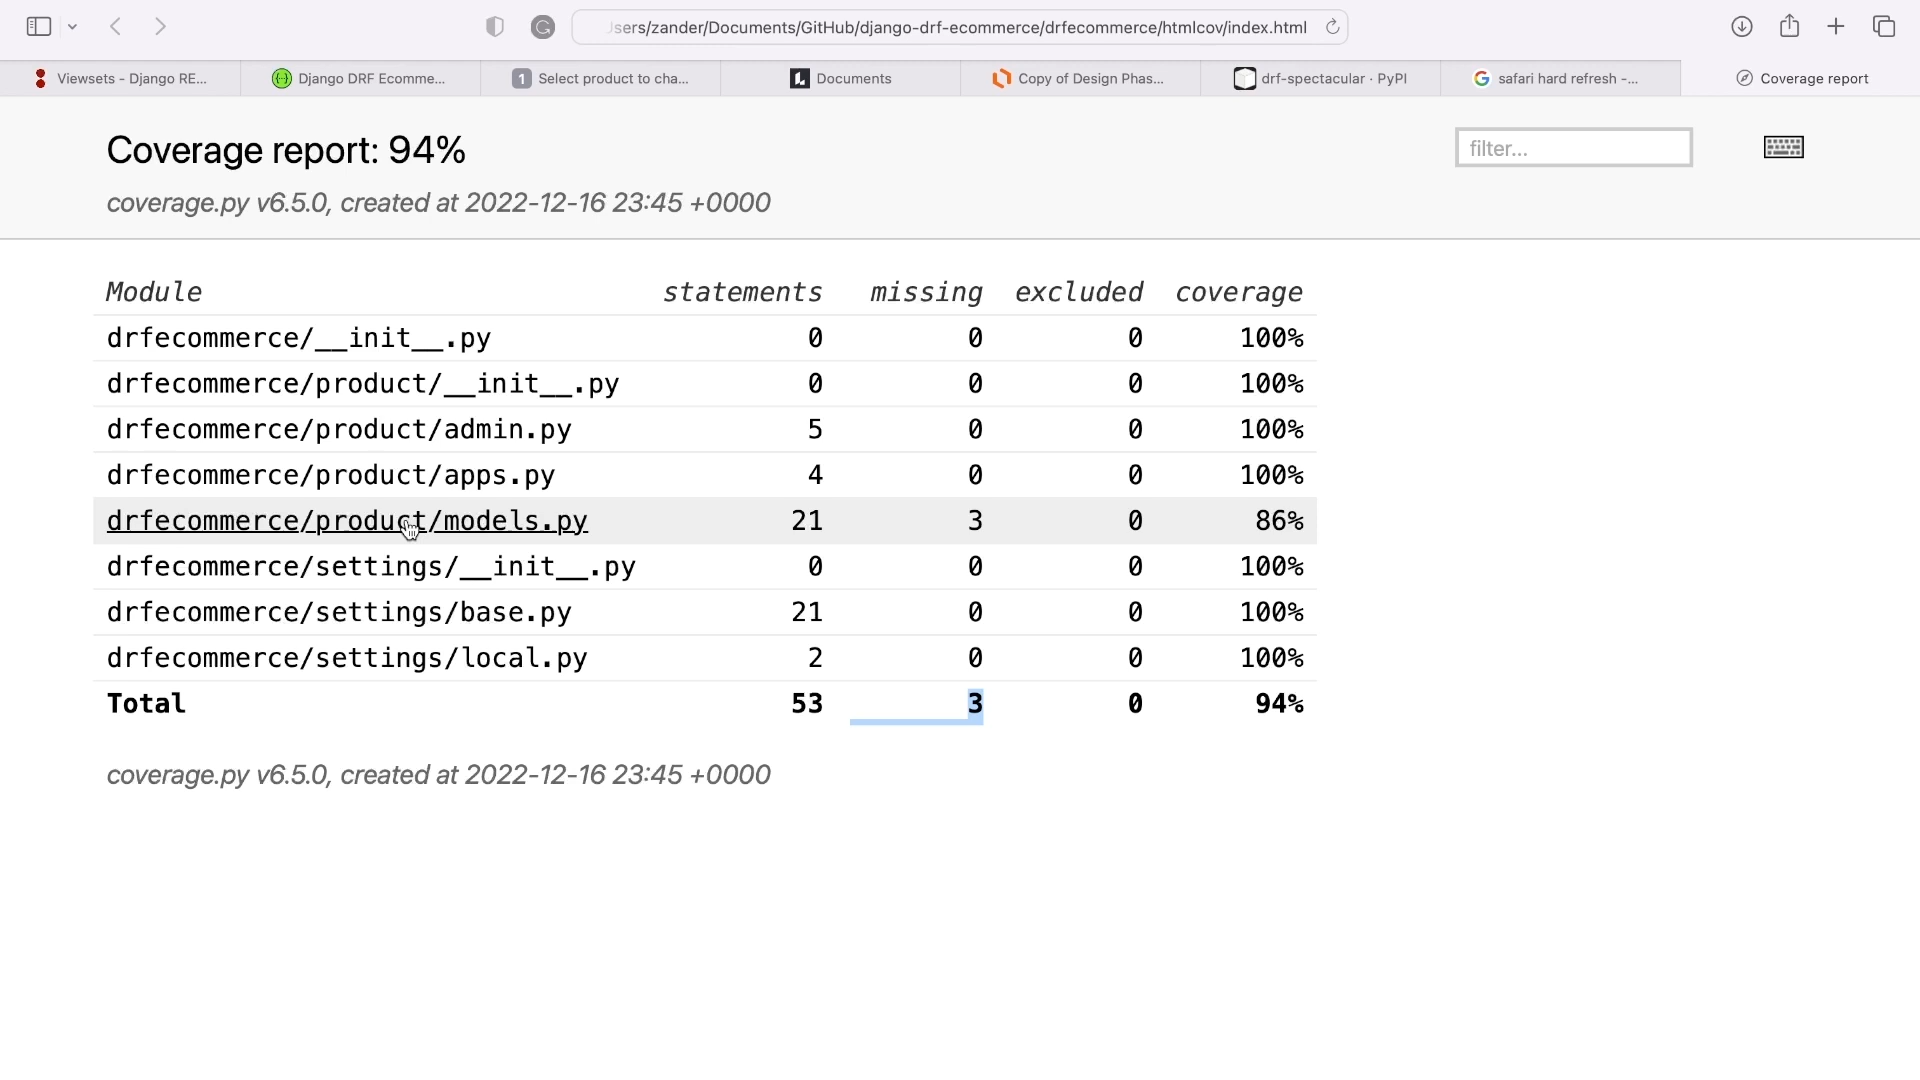 Jsers/zander/Documents/GitHub/django-drf-ecommerce/drfecommerce/htmlcov/index.html
Viewsets - Django RE...
Django DRF Ecomme...
1 Select product to cha...
Documents
Copy of Design Phas...
drf-spectacular · PyPI
safari hard refresh -...
Coverage report
Coverage report: 94%
filter...
coverage.py v6.5.0, created at 2022-12-16 23:45 +0000
Module statements missing excluded coverage
drfecommerce/__init__.py 0 0 0 100%
drfecommerce/product/__init__.py 0 0 0 100%
drfecommerce/product/admin.py 5 0 0 100%
drfecommerce/product/apps.py 4 0 0 100%
drfecommerce/product/models.py 21 3 0 86%
drfecommerce/settings/__init__.py 0 0 0 100%
drfecommerce/settings/base.py 21 0 0 100%
drfecommerce/settings/local.py 2 0 0 100%
Total 53 3 0 94%
coverage.py v6.5.0, created at 2022-12-16 23:45 +0000